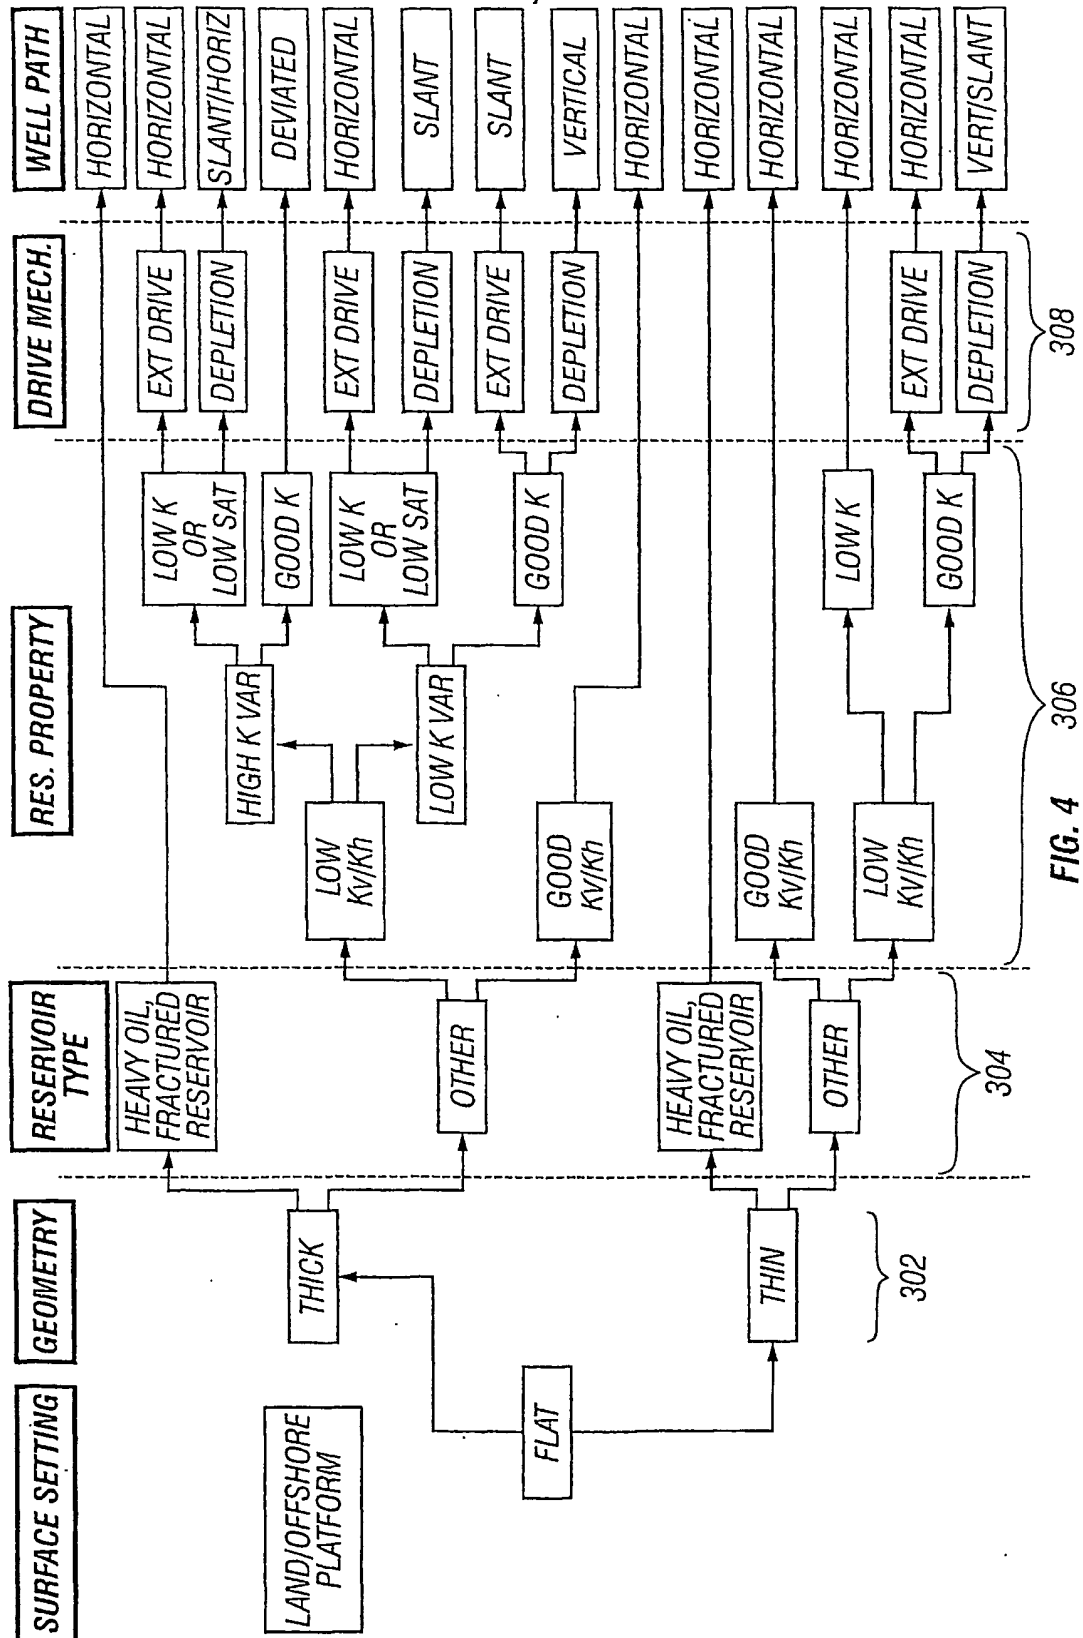 SURFACE SETTING
GEOMETRY
RESERVOIR
TYPE
RES. PROPERTY
DRIVE MECH.
WELL PATH
LAND/OFFSHORE
PLATFORM
FLAT
THICK
THIN
302
HEAVY OIL,
FRACTURED
RESERVOIR
OTHER
HEAVY OIL,
FRACTURED
RESERVOIR
OTHER
304
LOW
Kv/Kh
GOOD
Kv/Kh
GOOD
Kv/Kh
LOW
Kv/Kh
HIGH K VAR
LOW K VAR
LOW K
OR
LOW SAT
GOOD K
LOW K
OR
LOW SAT
GOOD K
LOW K
GOOD K
306
EXT DRIVE
DEPLETION
EXT DRIVE
DEPLETION
EXT DRIVE
DEPLETION
EXT DRIVE
DEPLETION
308
HORIZONTAL
HORIZONTAL
SLANT/HORIZ
DEVIATED
HORIZONTAL
SLANT
SLANT
VERTICAL
HORIZONTAL
HORIZONTAL
HORIZONTAL
HORIZONTAL
HORIZONTAL
VERT/SLANT
FIG. 4